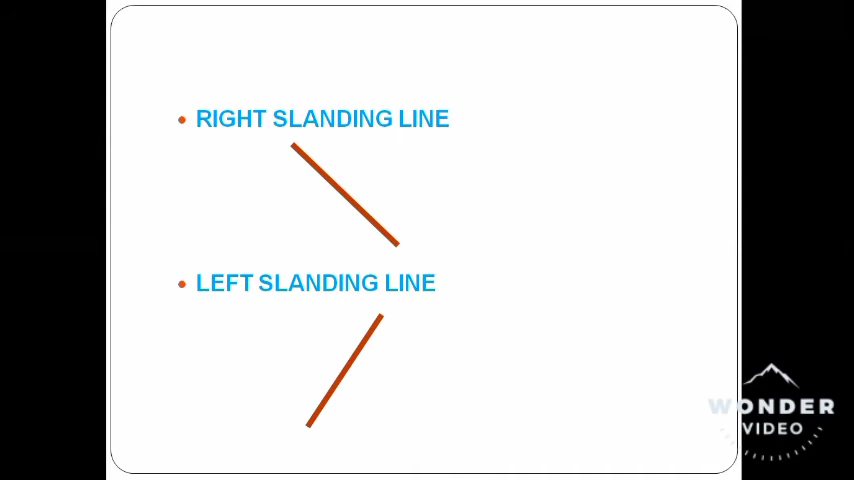 RIGHT SLANDING LINE
LEFT SLANDING LINE
WONDER
VIDEO